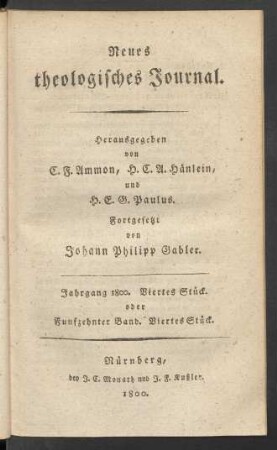 Neues
theologisches Journal.
Herausgegeben
von
C. F. Ammon, H. C. A. Hänlein,
und
H. E. G. Paulus.
Fortgesetzt
von
Johann Philipp Gabler.
Jahrgang 1800. Viertes Stück.
oder
Funfzehnter Band. Viertes Stück.
Nürnberg,
bey J. C. Monath und J. F. Kußler.
1800.